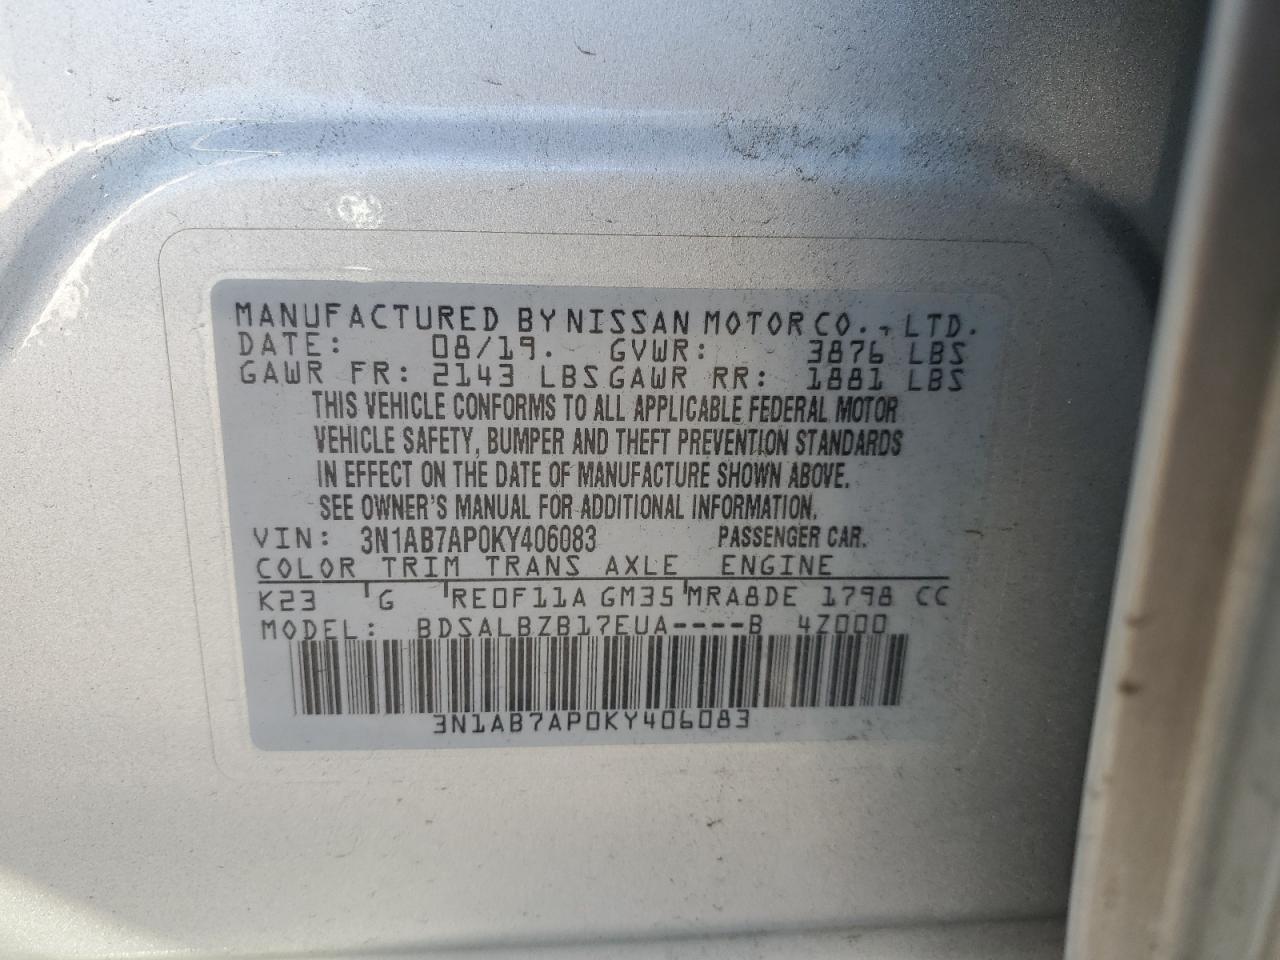 MANUFACTURED BY NISSAN MOTOR CO., LTD.
DATE: 08/19. GVWR: 3876 LBS
GAWR FR: 2143 LBS GAWR RR: 1881 LBS
THIS VEHICLE CONFORMS TO ALL APPLICABLE FEDERAL MOTOR
VEHICLE SAFETY, BUMPER AND THEFT PREVENTION STANDARDS
IN EFFECT ON THE DATE OF MANUFACTURE SHOWN ABOVE.
SEE OWNER'S MANUAL FOR ADDITIONAL INFORMATION.
VIN: 3N1AB7AP0KY406083 PASSENGER CAR.
COLOR TRIM TRANS AXLE ENGINE
K23 G RE0F11A GM35 MRA8DE 1798 CC
MODEL: BDSALBZB17EUA----B 4Z000
3N1AB7AP0KY406083